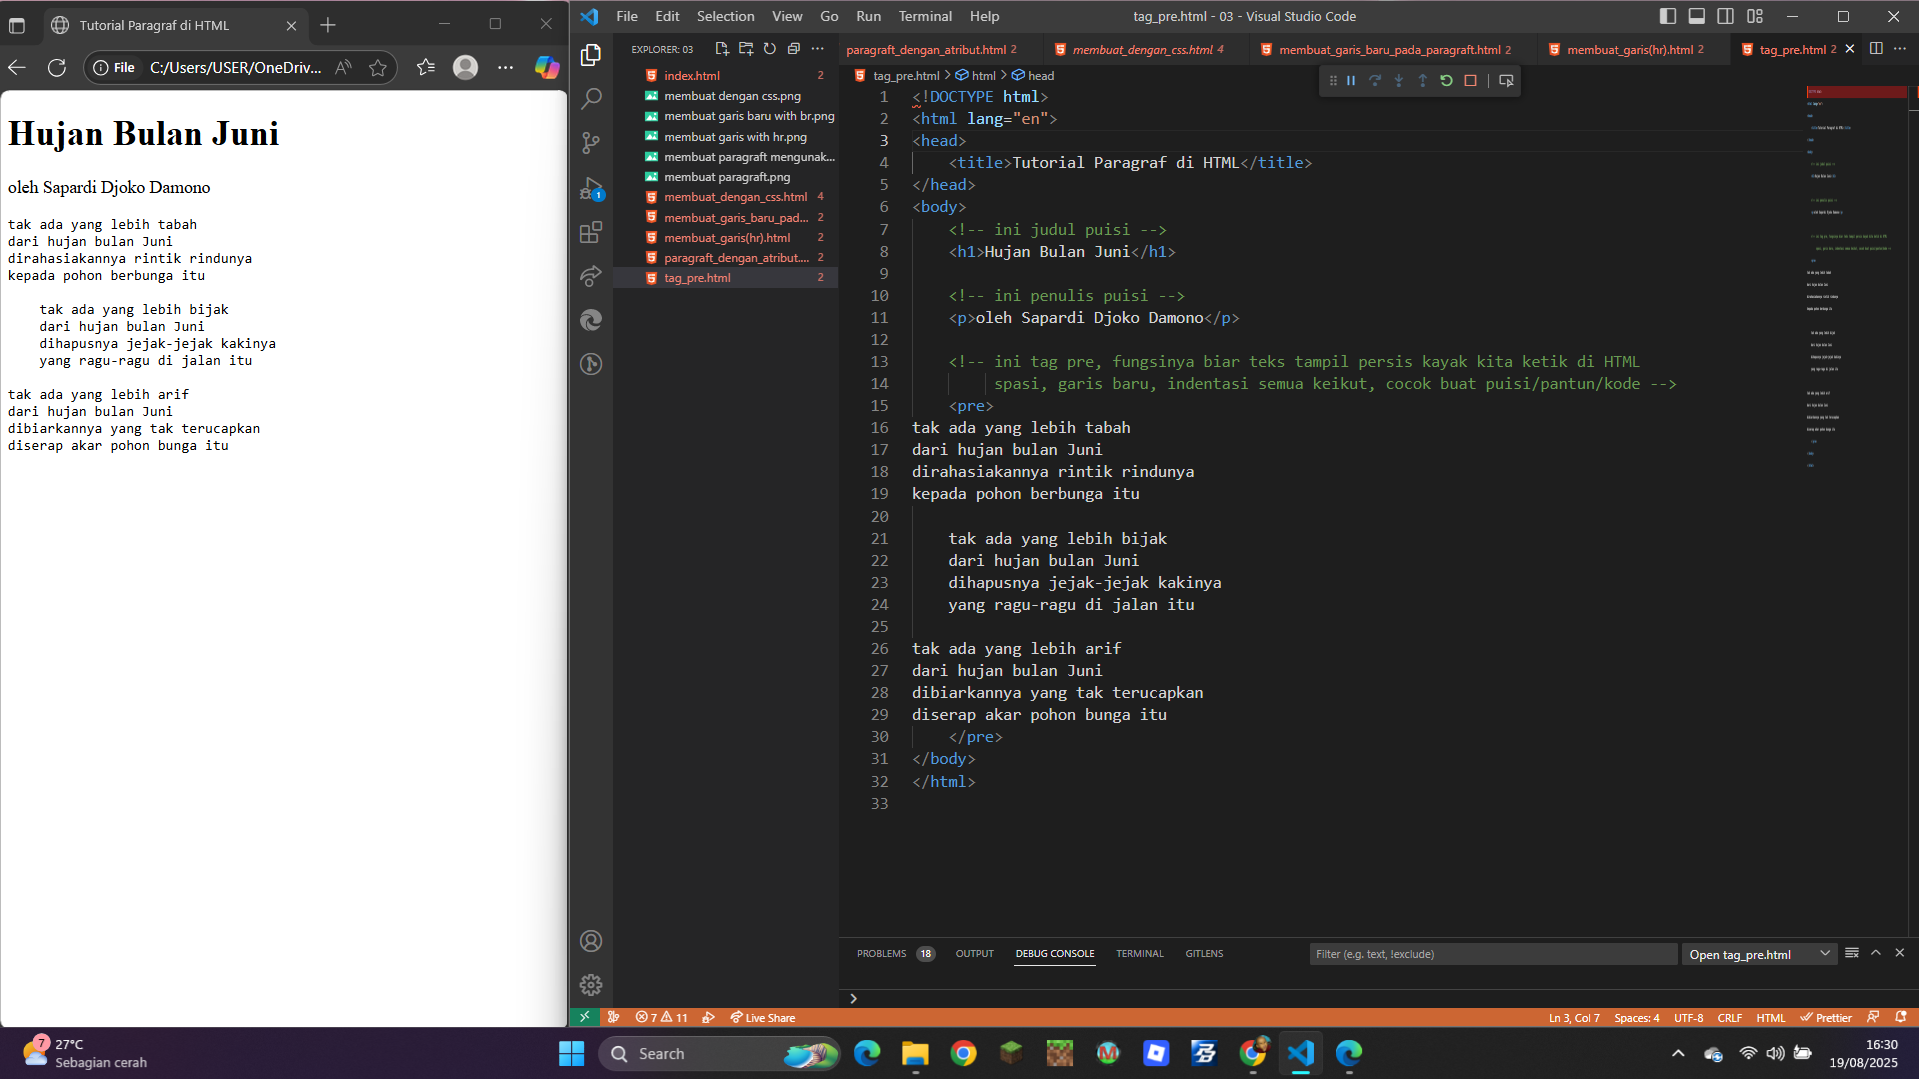 Tutorial Paragraf di HTML
File C:/Users/USER/OneDriv...
Hujan Bulan Juni
oleh Sapardi Djoko Damono
tak ada yang lebih tabah
dari hujan bulan Juni
dirahasiakannya rintik rindunya
kepada pohon berbunga itu
tak ada yang lebih bijak
dari hujan bulan Juni
dihapusnya jejak-jejak kakinya
yang ragu-ragu di jalan itu
tak ada yang lebih arif
dari hujan bulan Juni
dibiarkannya yang tak terucapkan
diserap akar pohon bunga itu
File Edit Selection View Go Run Terminal Help
tag_pre.html - 03 - Visual Studio Code
EXPLORER: 03
index.html 2
membuat dengan css.png
membuat garis baru with br.png
membuat garis with hr.png
membuat paragraft mengunak...
membuat paragraft.png
membuat_dengan_css.html 4
membuat_garis_baru_pad... 2
membuat_garis(hr).html 2
paragraft_dengan_atribut.... 2
tag_pre.html 2
1
paragraft_dengan_atribut.html 2
membuat_dengan_css.html 4
membuat_garis_baru_pada_paragraft.html 2
membuat_garis(hr).html 2
tag_pre.html 2
tag_pre.html > html > head
1 <!DOCTYPE html>
2 <html lang="en">
3 <head>
4 <title>Tutorial Paragraf di HTML</title>
5 </head>
6 <body>
7 <!-- ini judul puisi -->
8 <h1>Hujan Bulan Juni</h1>
9
10 <!-- ini penulis puisi -->
11 <p>oleh Sapardi Djoko Damono</p>
12
13 <!-- ini tag pre, fungsinya biar teks tampil persis kayak kita ketik di HTML
14 spasi, garis baru, indentasi semua keikut, cocok buat puisi/pantun/kode -->
15 <pre>
16 tak ada yang lebih tabah
17 dari hujan bulan Juni
18 dirahasiakannya rintik rindunya
19 kepada pohon berbunga itu
20
21 tak ada yang lebih bijak
22 dari hujan bulan Juni
23 dihapusnya jejak-jejak kakinya
24 yang ragu-ragu di jalan itu
25
26 tak ada yang lebih arif
27 dari hujan bulan Juni
28 dibiarkannya yang tak terucapkan
29 diserap akar pohon bunga itu
30 </pre>
31 </body>
32 </html>
33
PROBLEMS 18 OUTPUT DEBUG CONSOLE TERMINAL GITLENS
Filter (e.g. text, !exclude)
Open tag_pre.html
7 11 Live Share
Ln 3, Col 7 Spaces: 4 UTF-8 CRLF HTML Prettier
7
27°C
Sebagian cerah
Search
16:30
19/08/2025